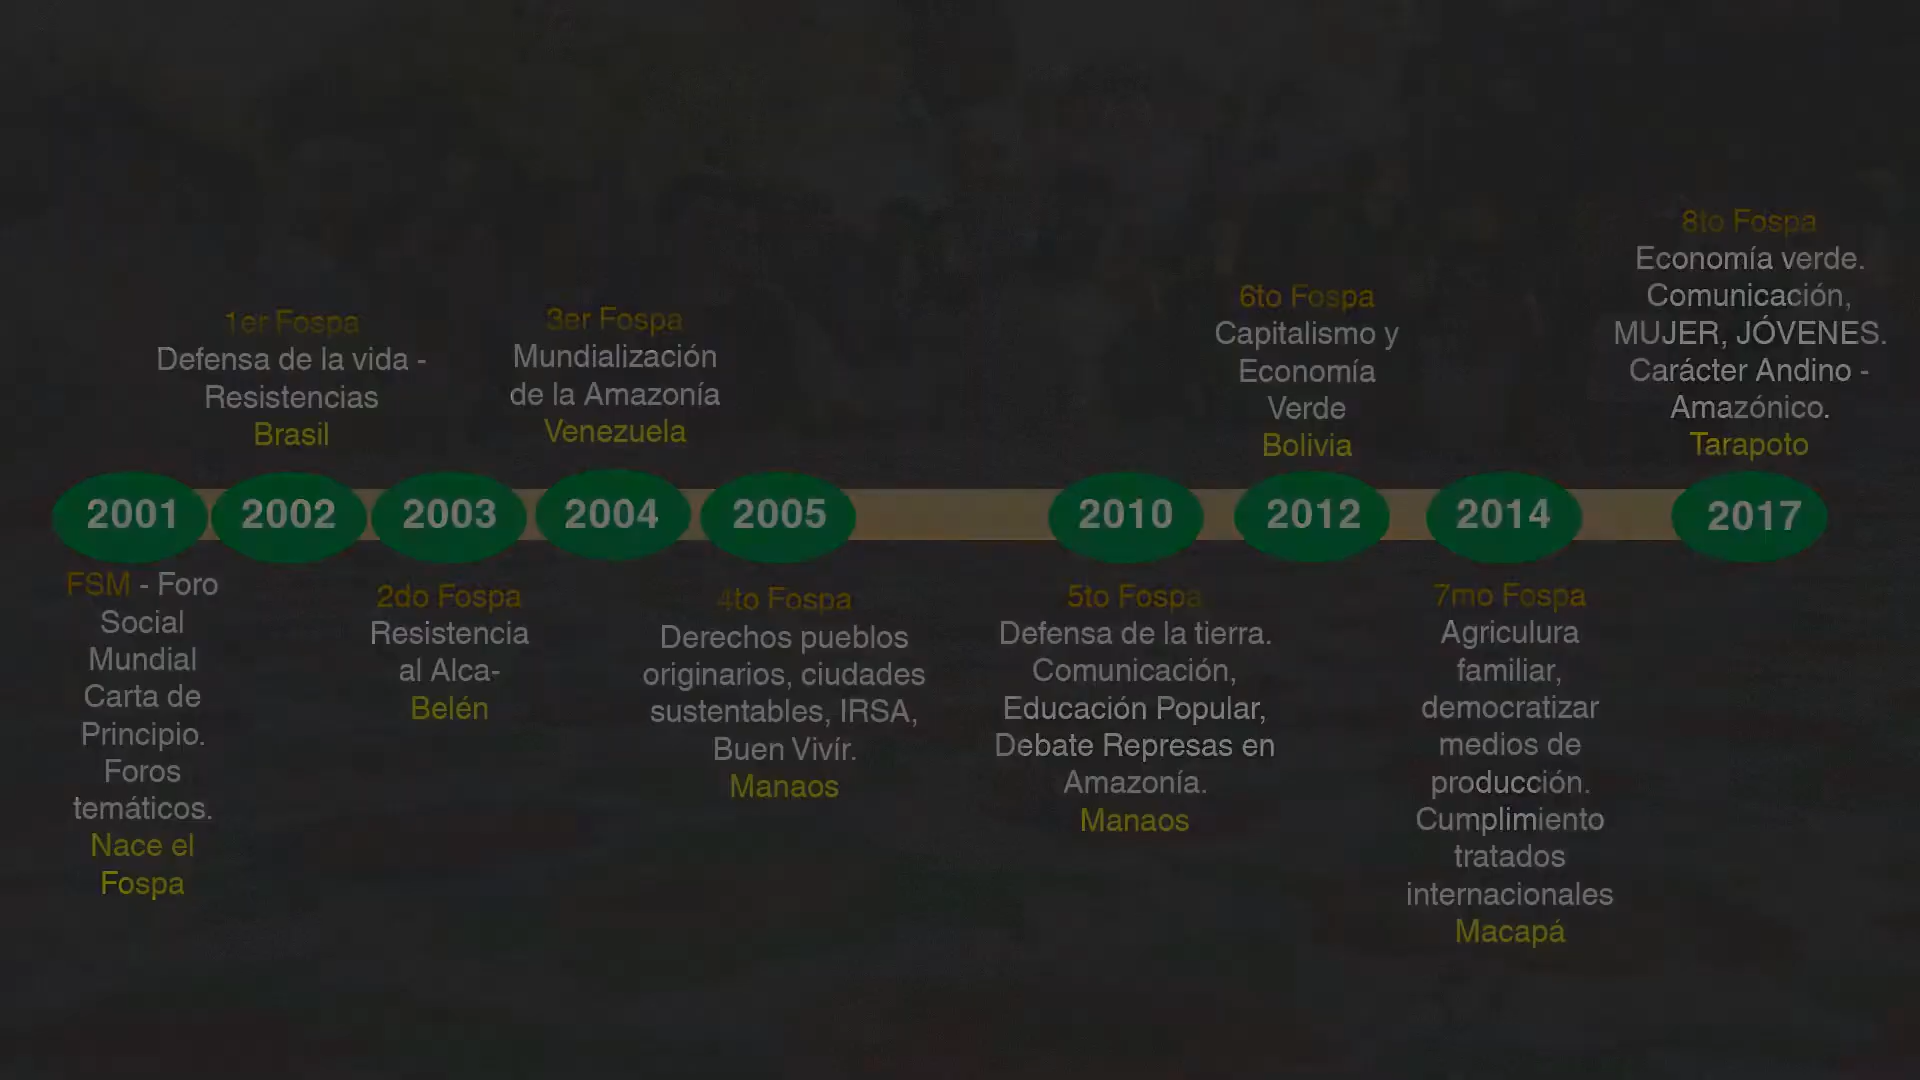 1er Fospa
Defensa de la vida -
Resistencias
Brasil
3er Fospa
Mundialización
de la Amazonía
Venezuela
6to Fospa
Capitalismo y
Economía
Verde
Bolivia
8to Fospa
Economía verde.
Comunicación,
MUJER, JÓVENES.
Carácter Andino -
Amazónico.
Tarapoto
2001
2002
2003
2004
2005
2010
2012
2014
2017
FSM - Foro
Social
Mundial
Carta de
Principio.
Foros
temáticos.
Nace el
Fospa
2do Fospa
Resistencia
al Alca-
Belén
4to Fospa
Derechos pueblos
originarios, ciudades
sustentables, IRSA,
Buen Vivír.
Manaos
5to Fospa
Defensa de la tierra.
Comunicación,
Educación Popular,
Debate Represas en
Amazonía.
Manaos
7mo Fospa
Agriculura
familiar,
democratizar
medios de
producción.
Cumplimiento
tratados
internacionales
Macapá